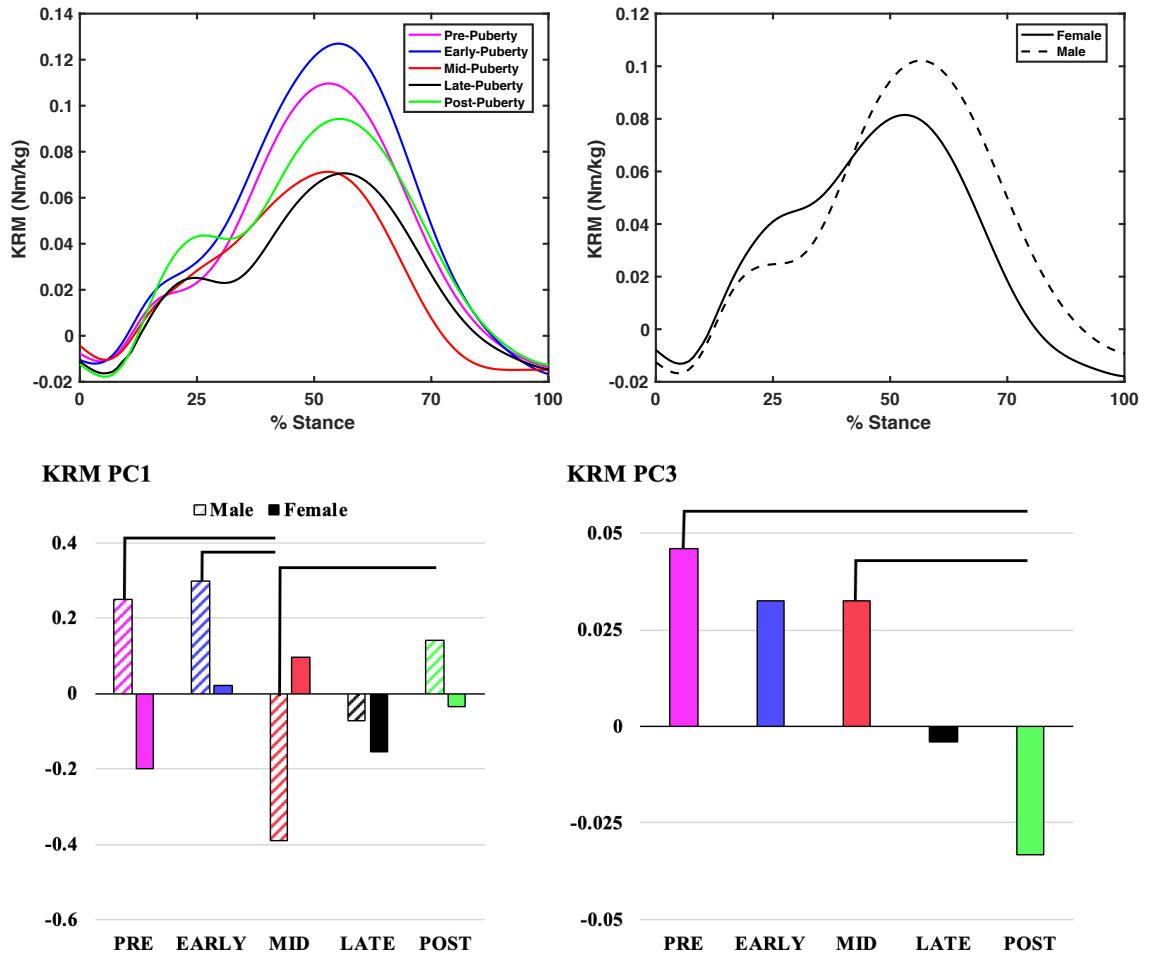 0.14
0.12
0.1
0.08
0.06
0.04
0.02
0
-0.02
KRM (Nm/kg)
0
25
50
70
100
% Stance
Pre-Puberty
Early-Puberty
Mid-Puberty
Late-Puberty
Post-Puberty
0.12
0.1
0.08
0.06
0.04
0.02
0
-0.02
KRM (Nm/kg)
0
25
50
70
100
% Stance
Female
Male
KRM PC1
Male Female
0.4
0.2
0
-0.2
-0.4
-0.6
PRE EARLY MID LATE POST
KRM PC3
0.05
0.025
0
-0.025
-0.05
PRE EARLY MID LATE POST